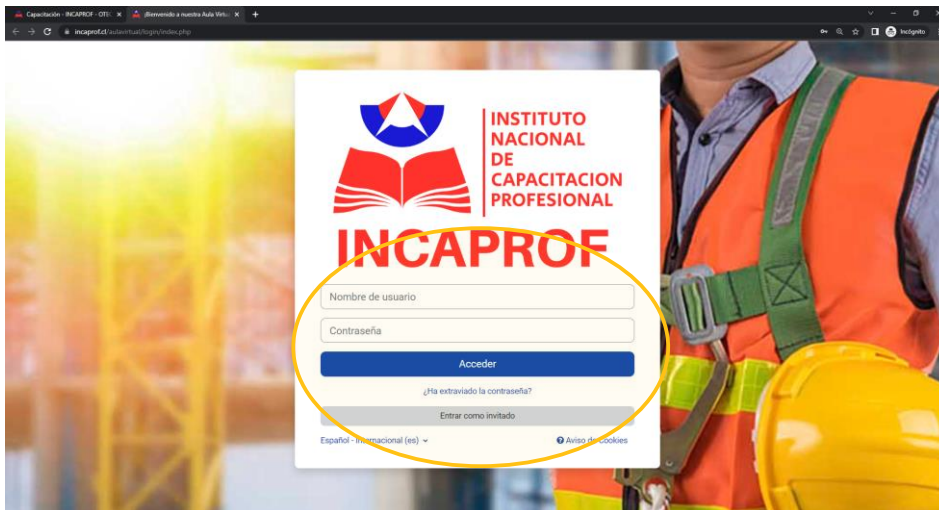 Capacitación - INCAPROF - OTEC
¡Bienvenido a nuestra Aula Virtu
incaprof.cl/aulavirtual/login/index.php
Incógnito
INSTITUTO
NACIONAL
DE
CAPACITACION
PROFESIONAL
INCAPROF
Nombre de usuario
Contraseña
Acceder
¿Ha extraviado la contraseña?
Entrar como invitado
Español - Internacional (es)
Aviso de Cookies